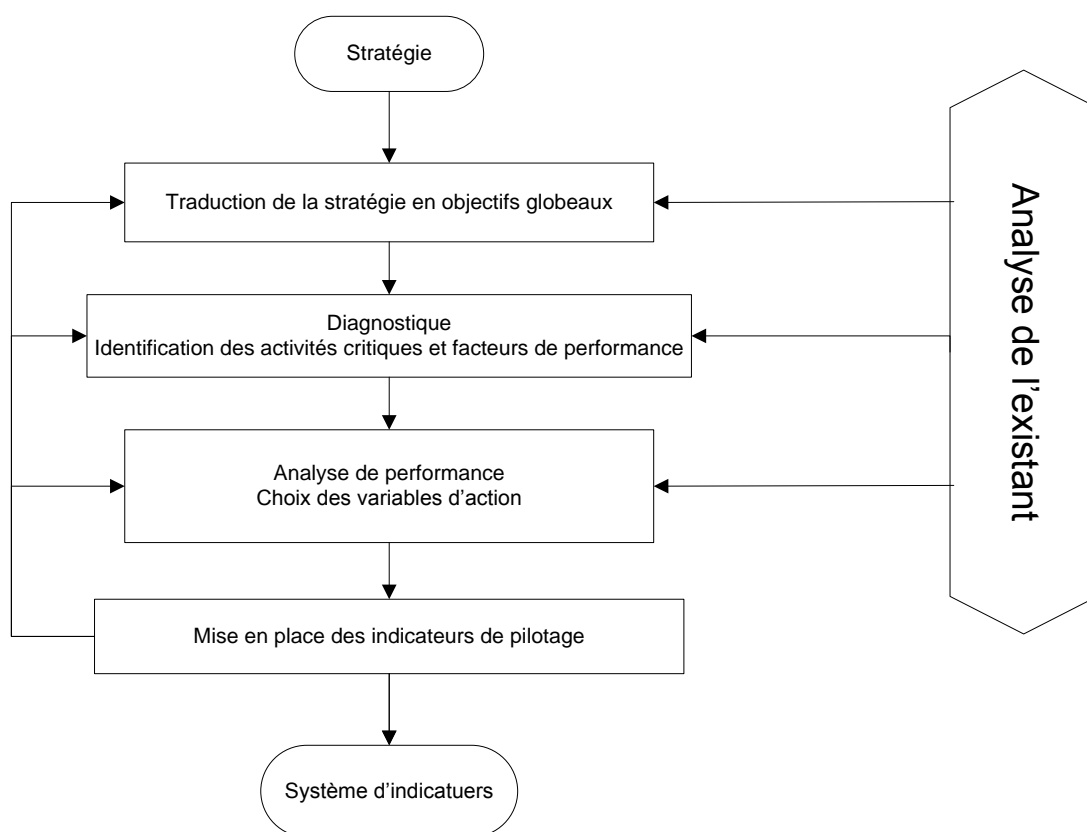 Stratégie
Traduction de la stratégie en objectifs globeaux
Diagnostique
Identification des activités critiques et facteurs de performance
Analyse de performance
Choix des variables d'action
Mise en place des indicateurs de pilotage
Système d'indicatuers
Analyse de l'existant